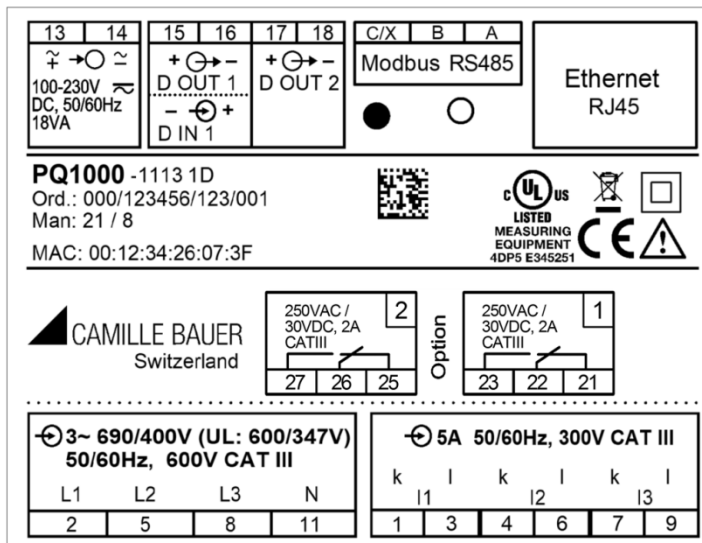 13 14
15 16
17 18
C/X B A
100-230V
DC, 50/60Hz
18VA
+ -
D OUT 1
- +
D IN 1
+ -
D OUT 2
Modbus RS485
Ethernet
RJ45
PQ1000 -1113 1D
Ord.: 000/123456/123/001
Man: 21 / 8
MAC: 00:12:34:26:07:3F
C UL US
LISTED
MEASURING
EQUIPMENT
4DP5 E345251
CE
CAMILLE BAUER
Switzerland
250VAC /
30VDC, 2A
CATIII
2
27 26 25
Option
250VAC /
30VDC, 2A
CATIII
1
23 22 21
3~ 690/400V (UL: 600/347V)
50/60Hz, 600V CAT III
L1 L2 L3 N
2 5 8 11
5A 50/60Hz, 300V CAT III
k l k l k l
I1 I2 I3
1 3 4 6 7 9